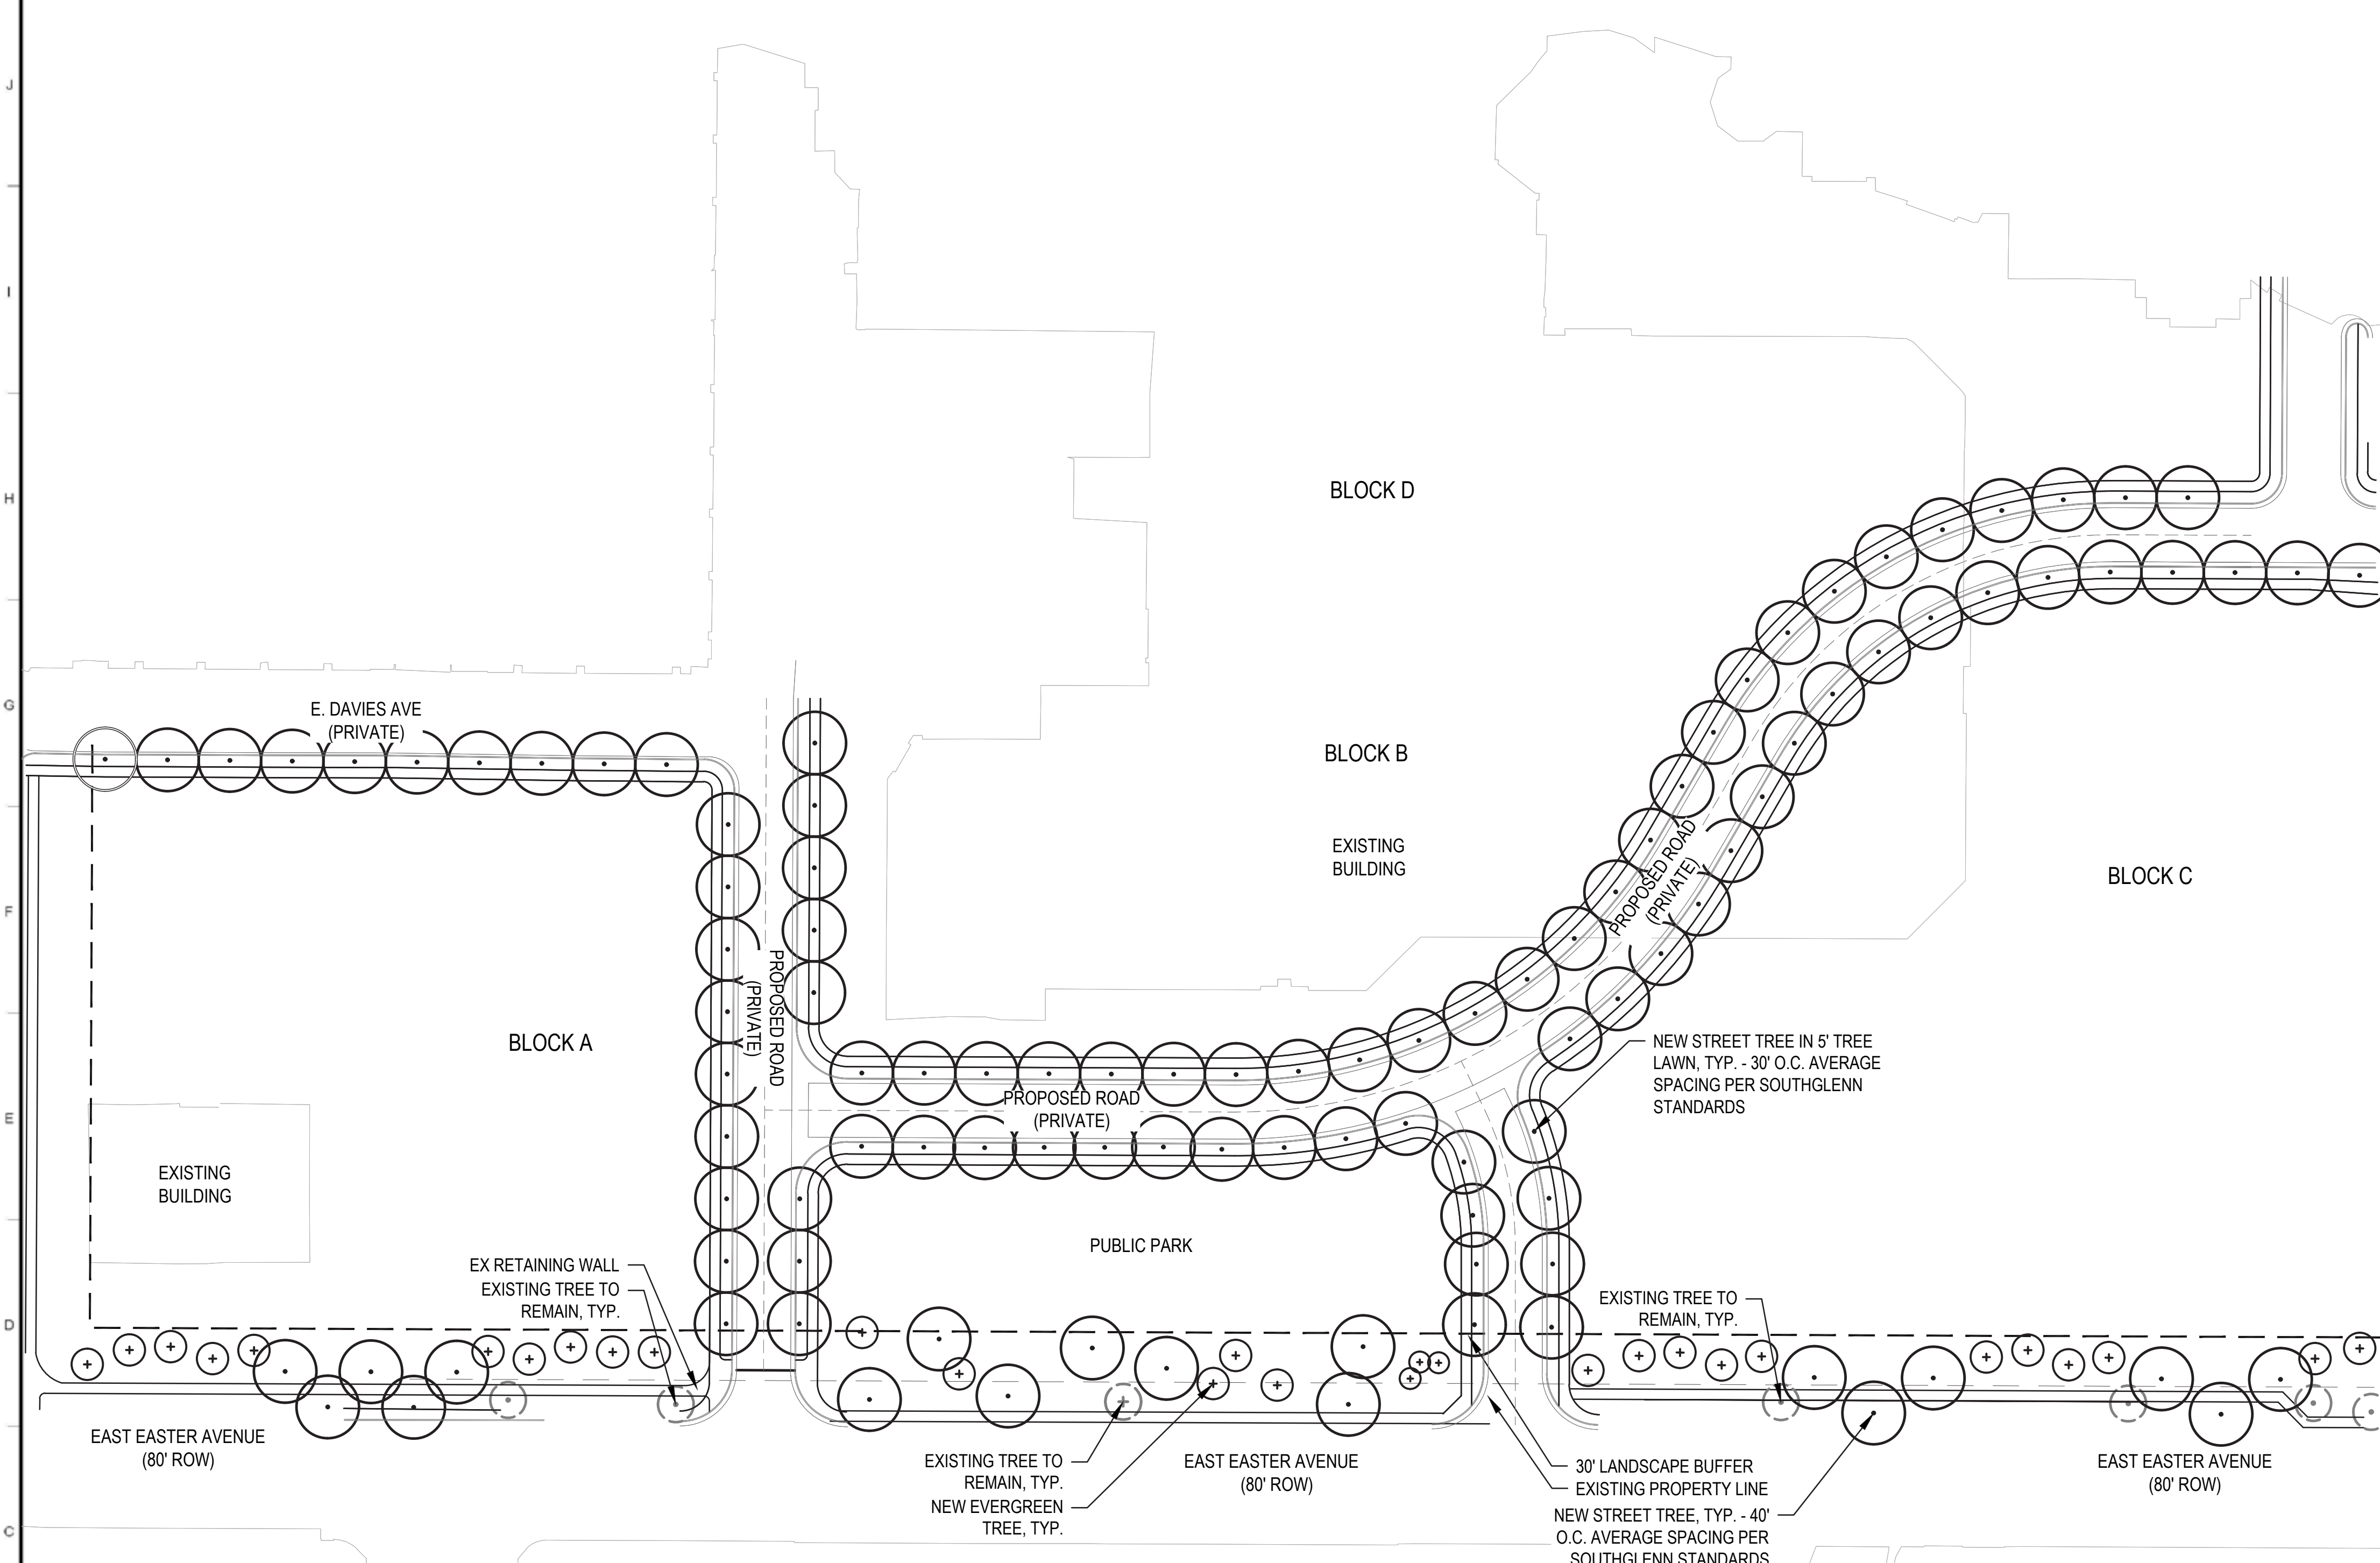 J
I
H
G
F
E
D
C
BLOCK D
E. DAVIES AVE
(PRIVATE)
BLOCK B
EXISTING
BUILDING
PROPOSED ROAD
(PRIVATE)
BLOCK C
PROPOSED ROAD
(PRIVATE)
BLOCK A
NEW STREET TREE IN 5' TREE
LAWN, TYP. - 30' O.C. AVERAGE
SPACING PER SOUTHGLENN
STANDARDS
PROPOSED ROAD
(PRIVATE)
EXISTING
BUILDING
PUBLIC PARK
EX RETAINING WALL
EXISTING TREE TO
REMAIN, TYP.
EXISTING TREE TO
REMAIN, TYP.
EAST EASTER AVENUE
(80' ROW)
EXISTING TREE TO
REMAIN, TYP.
NEW EVERGREEN
TREE, TYP.
EAST EASTER AVENUE
(80' ROW)
30' LANDSCAPE BUFFER
EXISTING PROPERTY LINE
NEW STREET TREE, TYP. - 40'
O.C. AVERAGE SPACING PER
SOUTHGLENN STANDARDS
EAST EASTER AVENUE
(80' ROW)